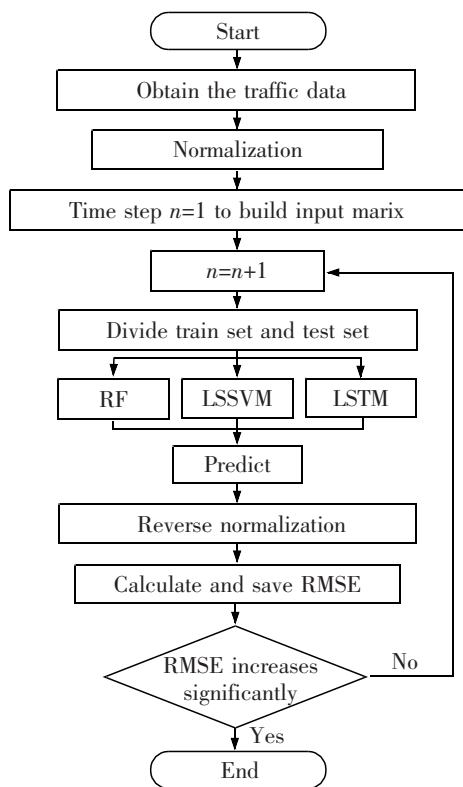 Start
Obtain the traffic data
Normalization
Time step n=1 to build input marix
n=n+1
Divide train set and test set
RF
LSSVM
LSTM
Predict
Reverse normalization
Calculate and save RMSE
RMSE increases
significantly
No
Yes
End